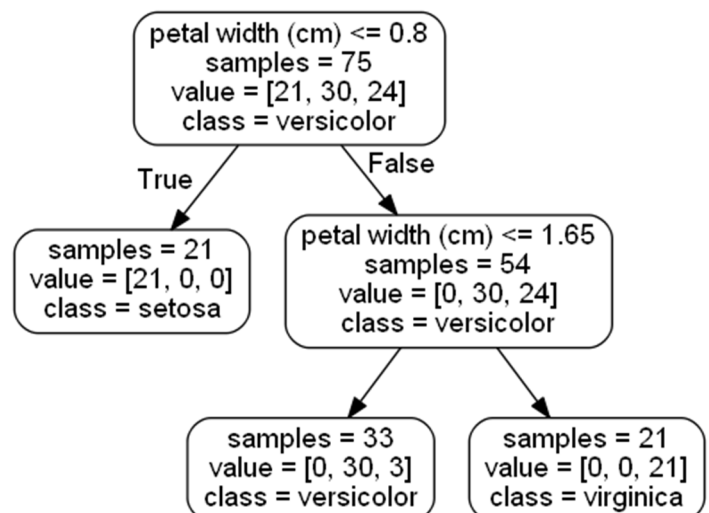 petal width (cm) <= 0.8
samples = 75
value = [21, 30, 24]
class = versicolor
True
False
samples = 21
value = [21, 0, 0]
class = setosa
petal width (cm) <= 1.65
samples = 54
value = [0, 30, 24]
class = versicolor
samples = 33
value = [0, 30, 3]
class = versicolor
samples = 21
value = [0, 0, 21]
class = virginica